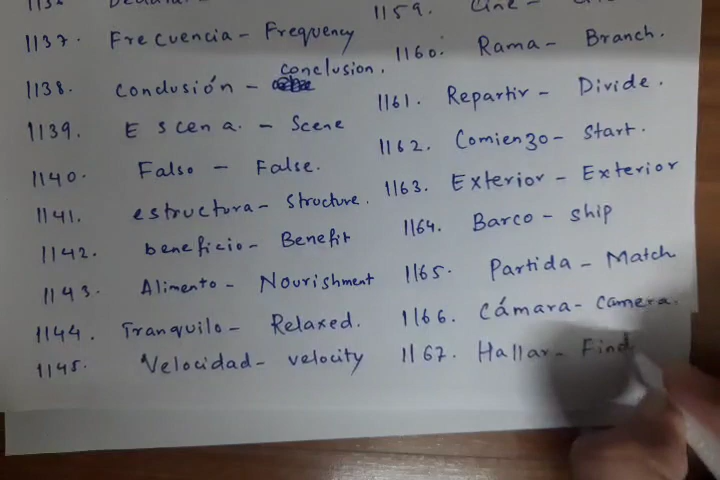 1137. Frecuencia - Frequency
1138. Conclusión - conclusion.
1139. Escena. - Scene
1140. Falso - False.
1141. estructura - structure.
1142. beneficio - Benefit
1143. Alimento - Nourishment
1144. Tranquilo - Relaxed.
1145. Velocidad - velocity
1159.
1160. Rama - Branch.
1161. Repartir - Divide.
1162. Comienzo - start.
1163. Exterior - Exterior
1164. Barco - ship
1165. Partida - Match
1166. Cámara - camera.
1167. Hallar - Find